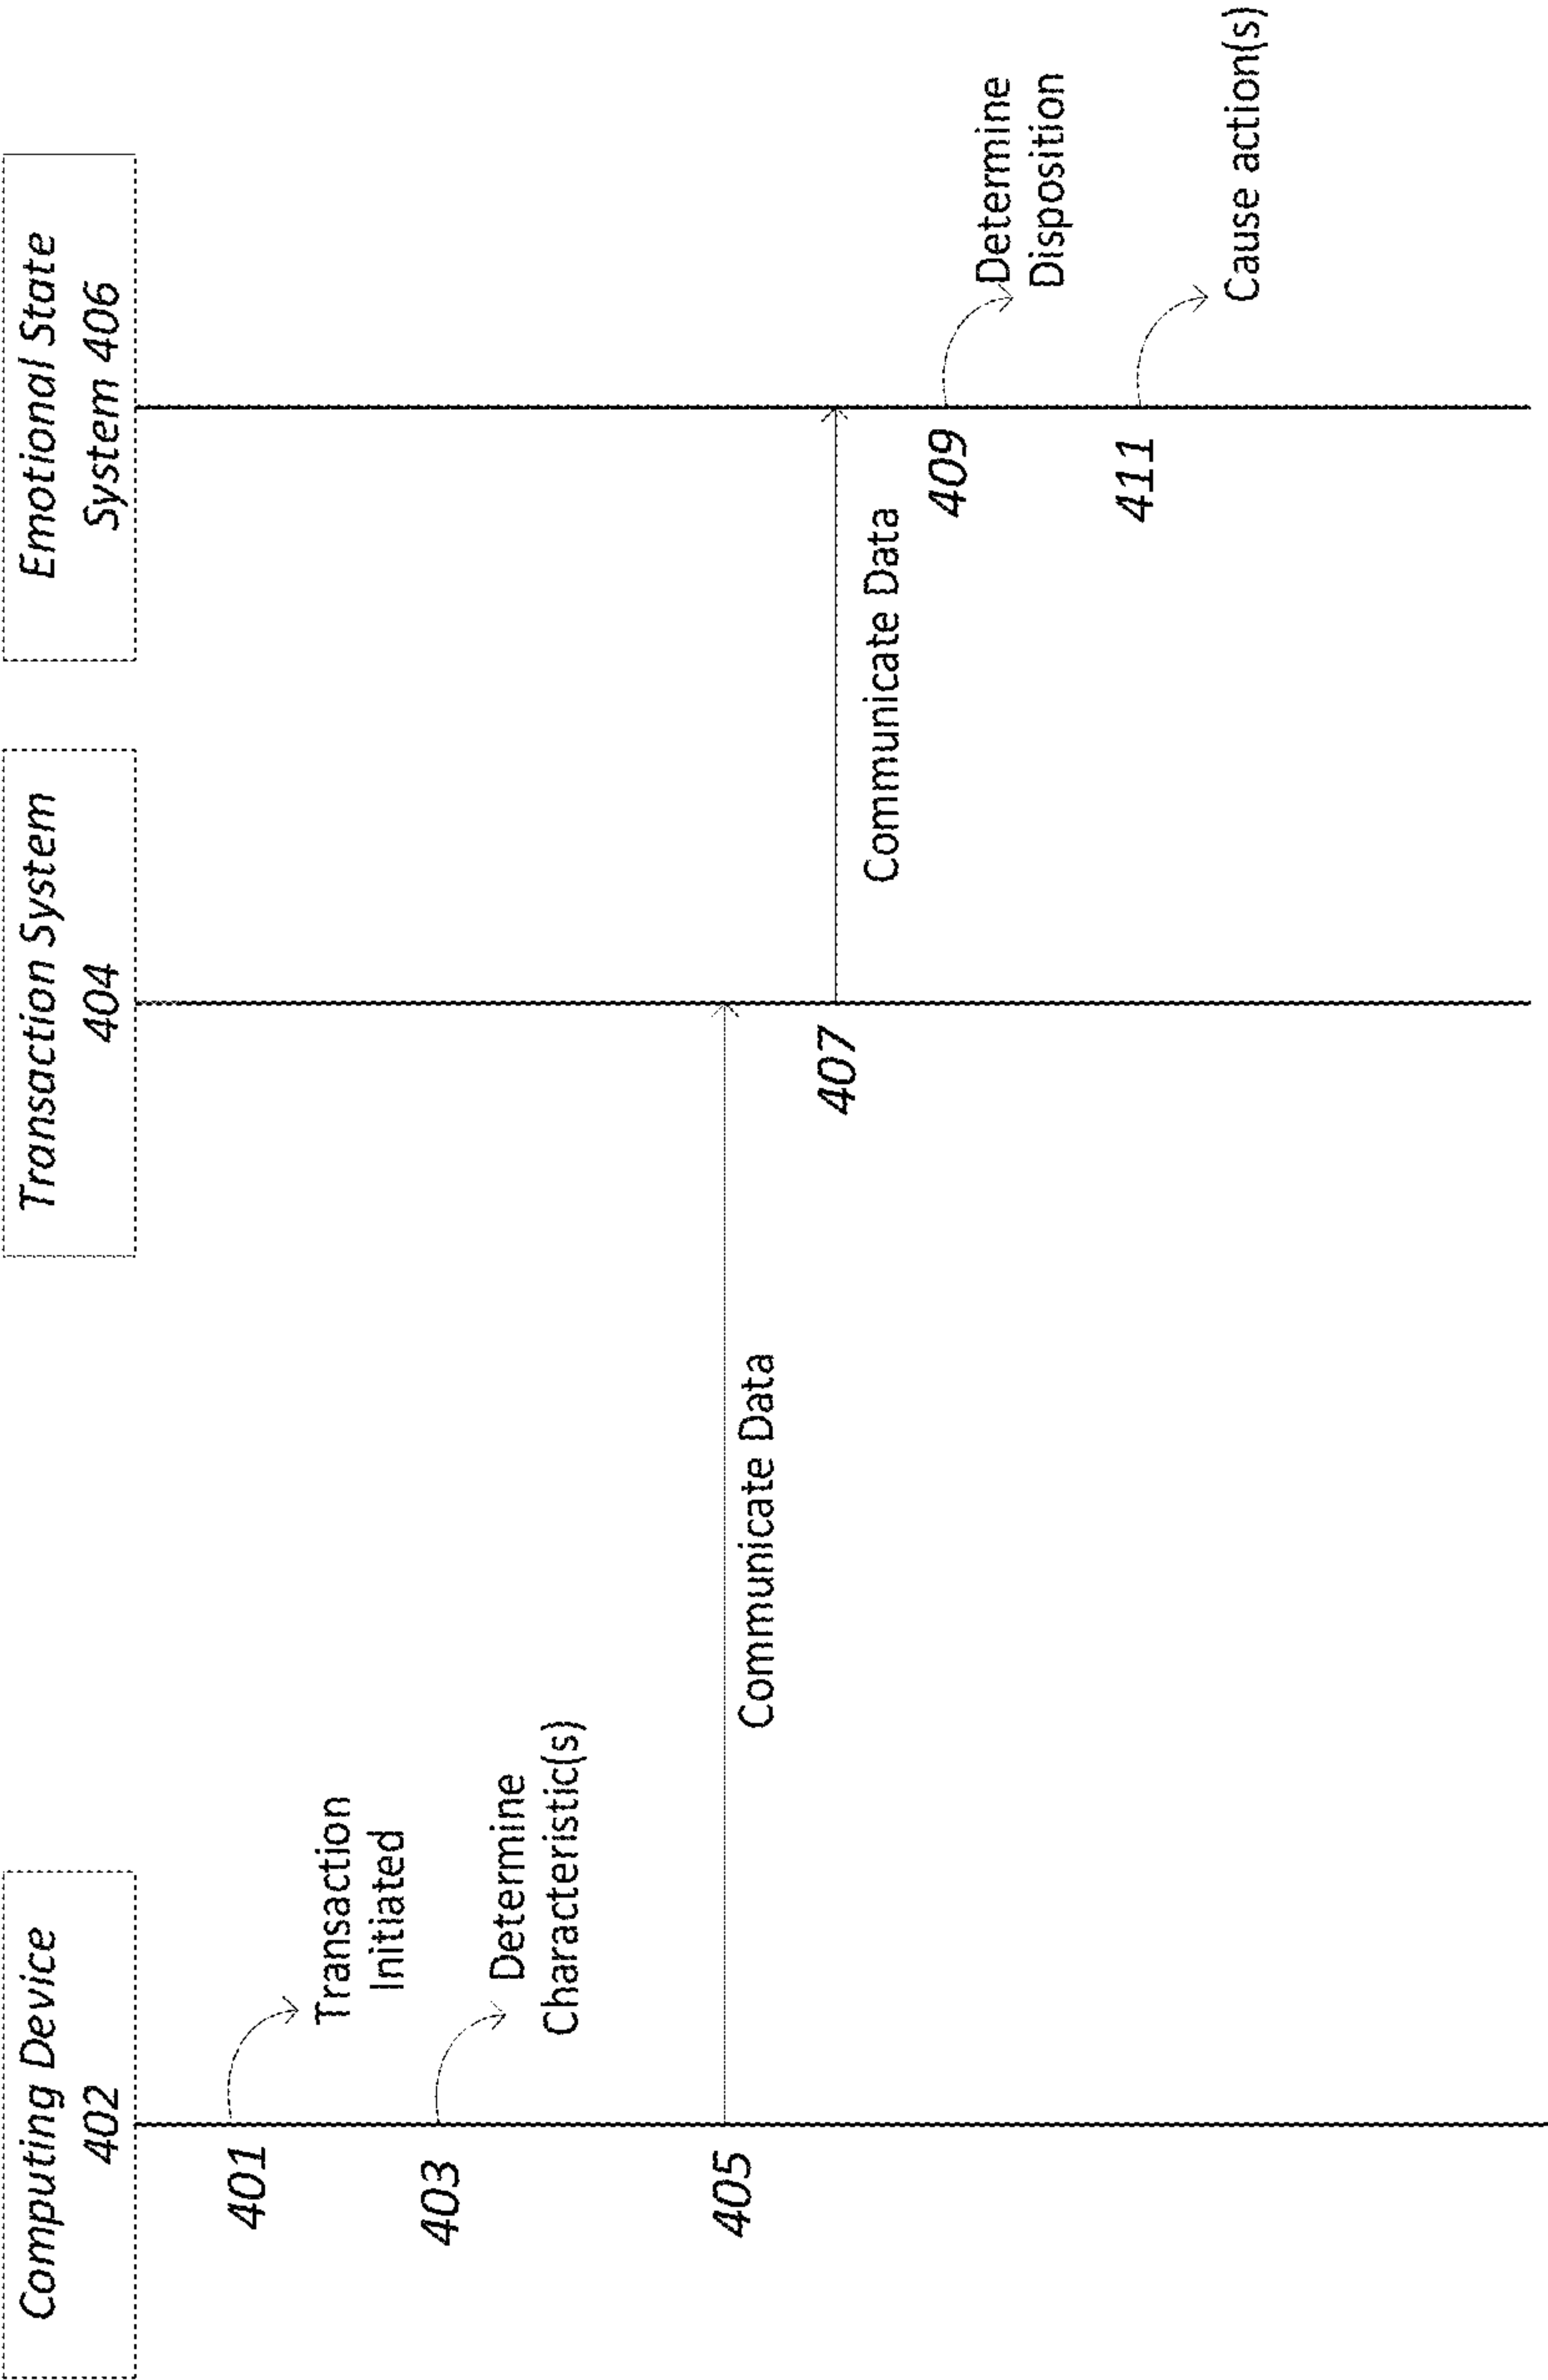 Computing Device
402
Transaction System
404
Emotional State
System 406
401
Transaction
Initiated
403
Determine
Characteristic(s)
405
Communicate Data
407
Communicate Data
409
Determine
Disposition
411
Cause action(s)